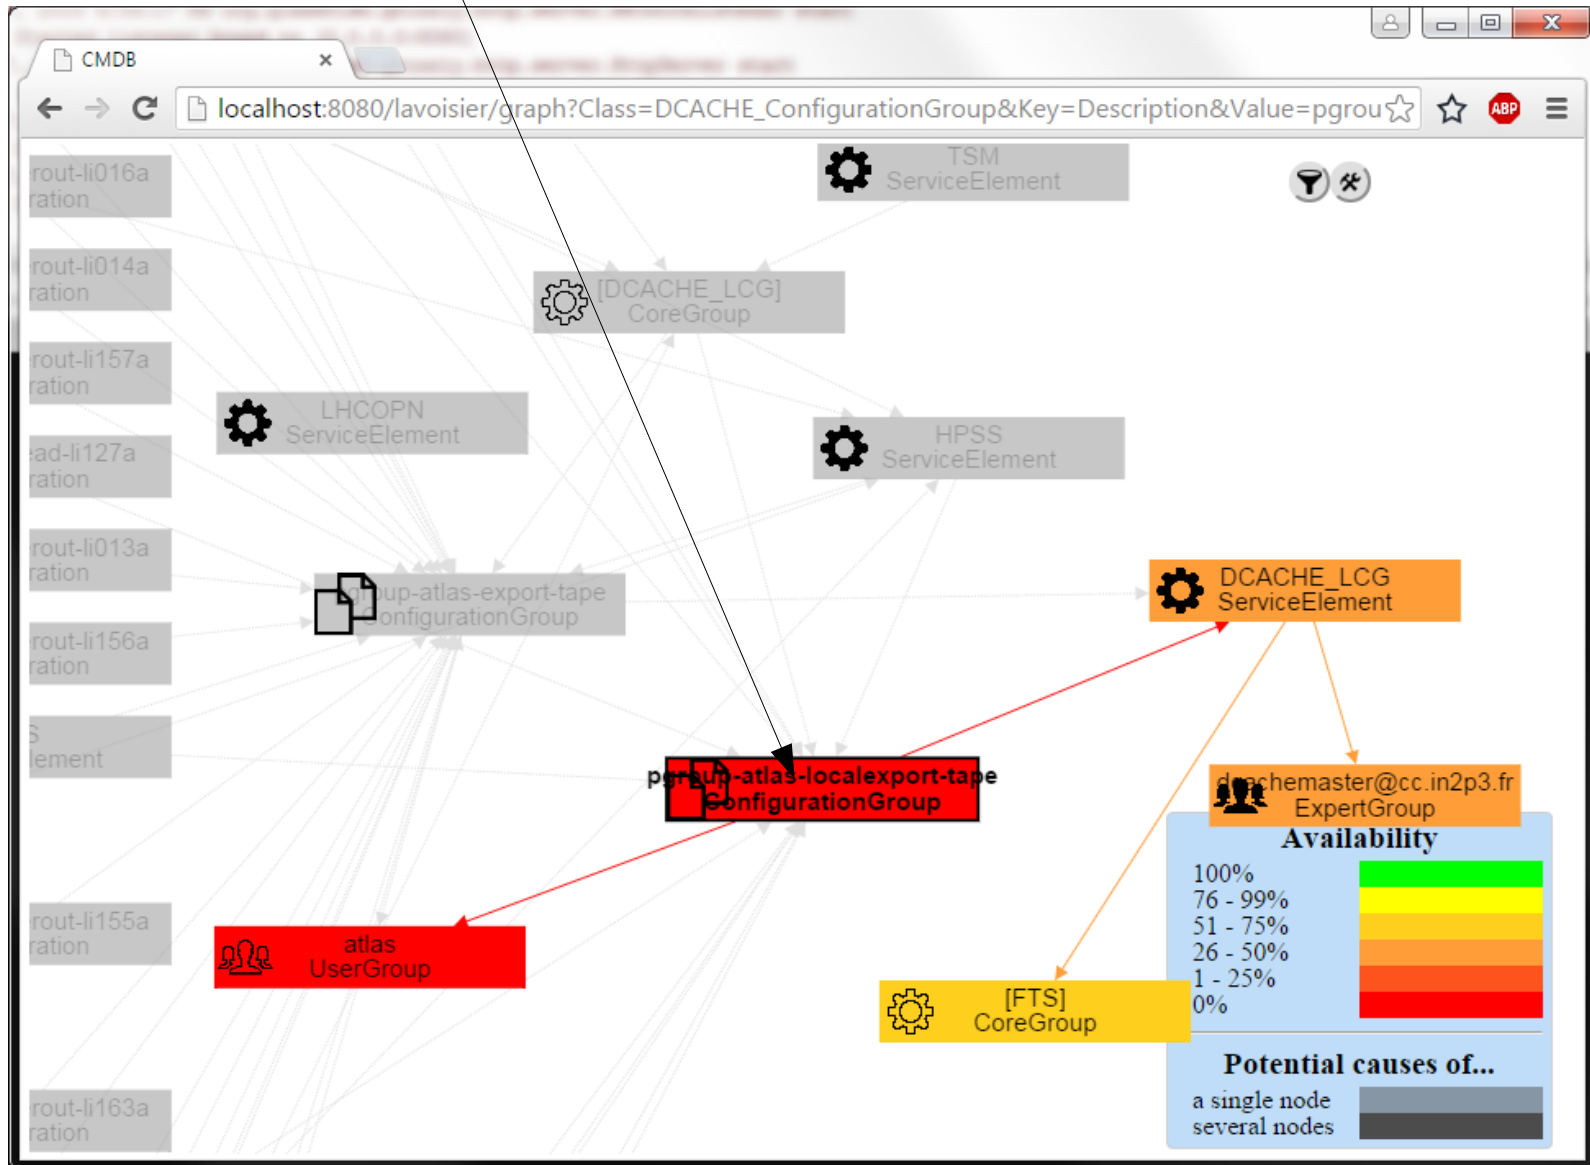 CMDB
localhost:8080/lavoisier/graph?Class=DCACHE_ConfigurationGroup&Key=Description&Value=pgrou
ABP
TSM
ServiceElement
rout-li016a
ration
rout-li014a
ration
[DCACHE_LCG]
CoreGroup
rout-li157a
ration
LHCOPN
ServiceElement
HPSS
ServiceElement
ead-li127a
ration
rout-li013a
ration
group-atlas-export-tape
ConfigurationGroup
DCACHE_LCG
ServiceElement
rout-li156a
ration
S
lement
pgroup-atlas-localexport-tape
ConfigurationGroup
dcachemaster@cc.in2p3.fr
ExpertGroup
Availability
100%
76 - 99%
51 - 75%
26 - 50%
1 - 25%
0%
rout-li155a
ration
atlas
UserGroup
[FTS]
CoreGroup
Potential causes of...
a single node
several nodes
rout-li163a
ration